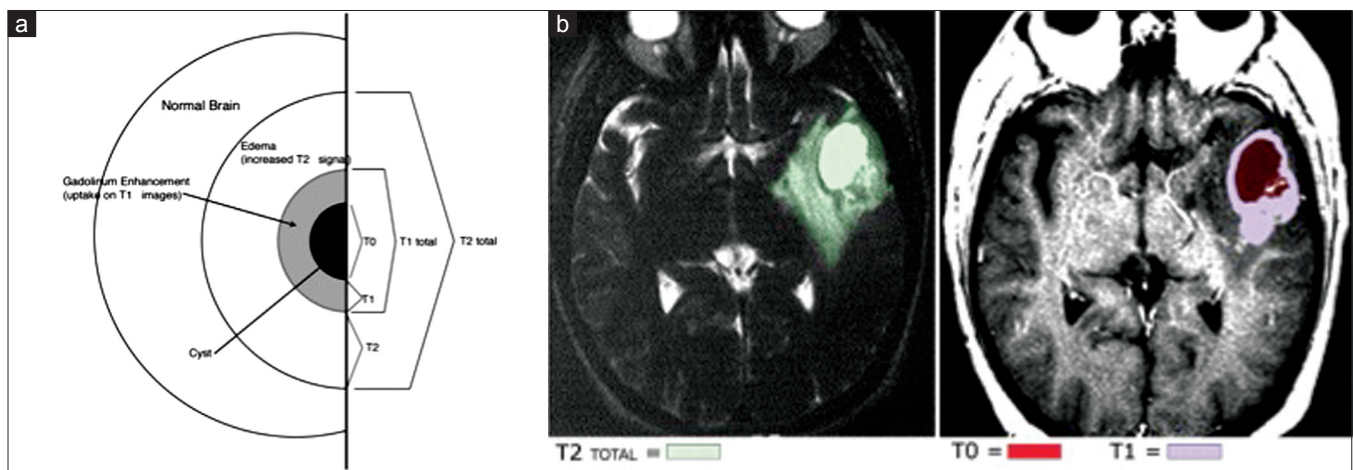 a
Normal Brain
Edema
(increased T2 signal)
Gadolinum Enhancement
(uptake on T1 images)
T0
T1 total
T2 total
T1
T2
Cyst
b
T2 TOTAL =
T0 =
T1 =